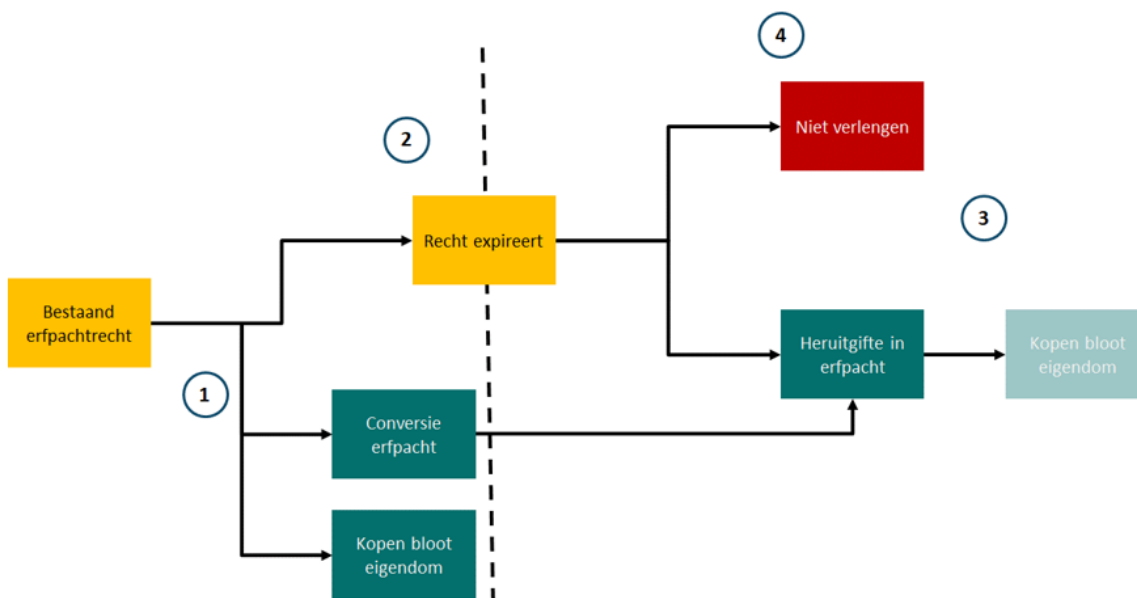 4
Niet verlengen
2
3
Recht expireert
Bestaand
erfpachtrecht
Heruitgifte in
erfpacht
Kopen bloot
eigendom
1
Conversie
erfpacht
Kopen bloot
eigendom